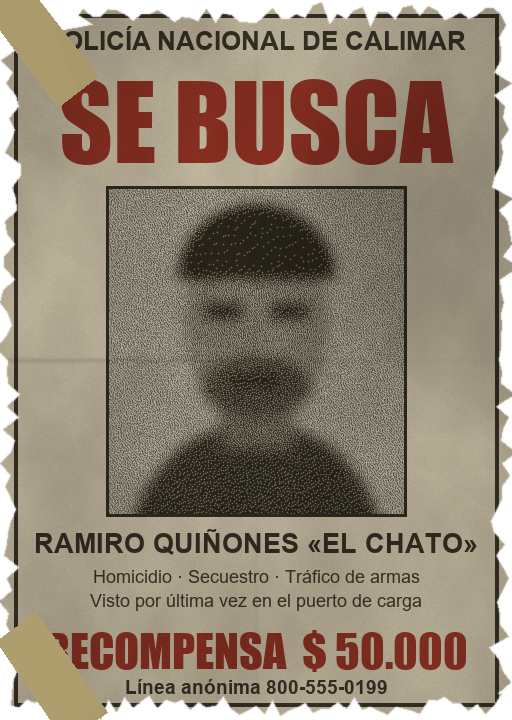 OLICÍA NACIONAL DE CALIMAR
SE BUSCA
RAMIRO QUIÑONES «EL CHATO»
Homicidio · Secuestro · Tráfico de armas
Visto por última vez en el puerto de carga
RECOMPENSA $ 50.000
Línea anónima 800-555-0199